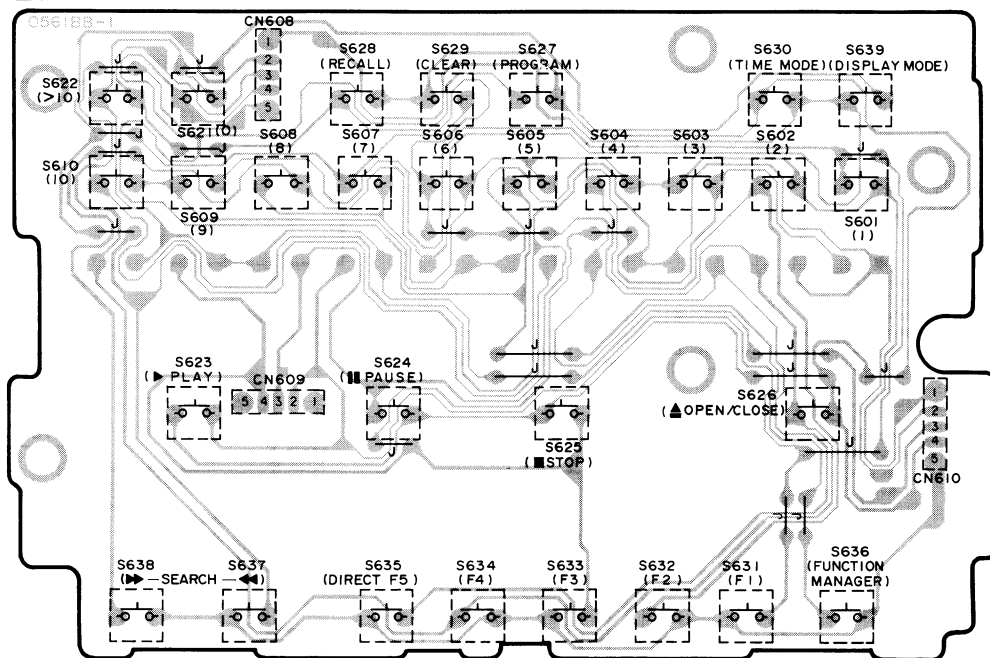 0561BB-1
CN608
1
2
3
4
5
S622
(>10)
S621(0)
S628
(RECALL)
S629
(CLEAR)
S627
(PROGRAM)
S630
(TIME MODE)
S639
(DISPLAY MODE)
J
J
J
J
S610
(10)
S609
(9)
S608
(8)
S607
(7)
S606
(6)
S605
(5)
S604
(4)
S603
(3)
S602
(2)
S601
(1)
J
J
J
J
J
J
S623
(▶ PLAY)
CN609
5 4 3 2 1
S624
(▮▮ PAUSE)
J
S625
(■ STOP)
J
J
J
J
J
S626
(⏏ OPEN/CLOSE)
J
J
1
2
3
4
5
CN610
J
J
S638
S637
(▶▶ — SEARCH — ◀◀)
S635
(DIRECT F5)
S634
(F4)
S633
(F3)
S632
(F2)
S631
(F1)
S636
(FUNCTION
MANAGER)